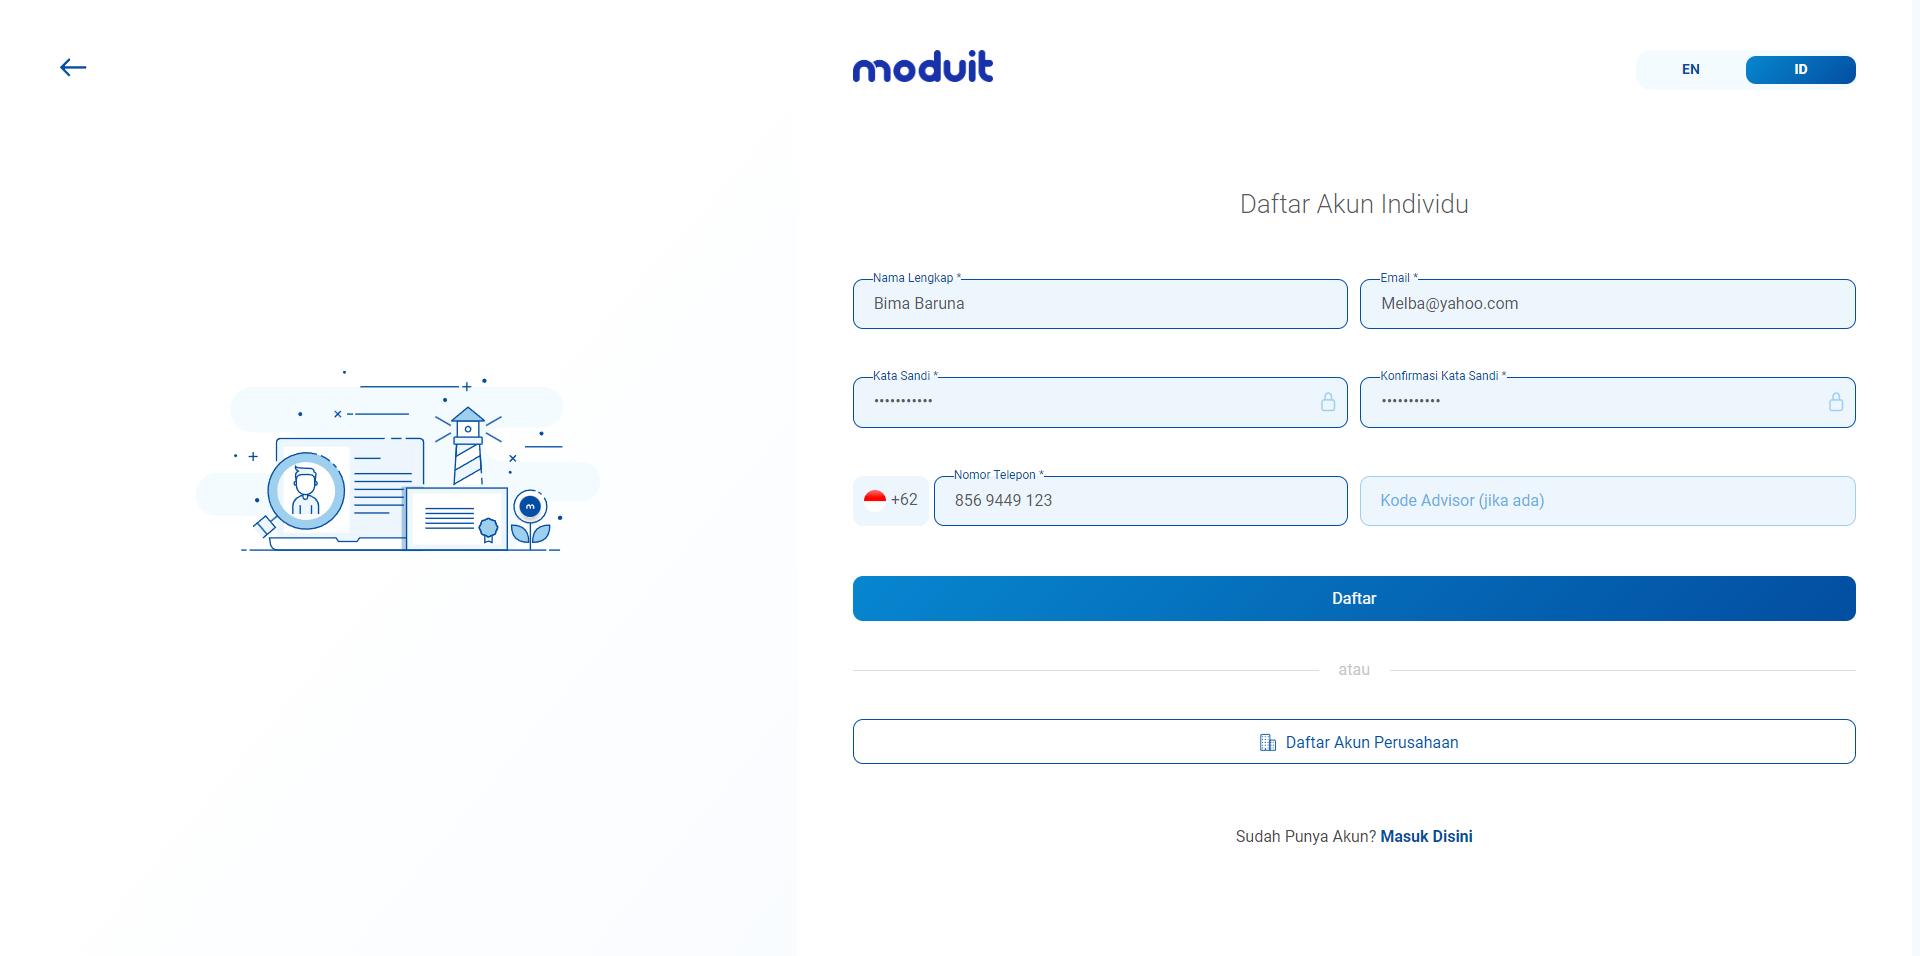 moduit
EN
ID
Daftar Akun Individu
Nama Lengkap *
Bima Baruna
Email *
Melba@yahoo.com
Kata Sandi *
•••••••••••
Konfirmasi Kata Sandi *
•••••••••••
+62
Nomor Telepon *
856 9449 123
Kode Advisor (jika ada)
Daftar
atau
Daftar Akun Perusahaan
Sudah Punya Akun? Masuk Disini
m